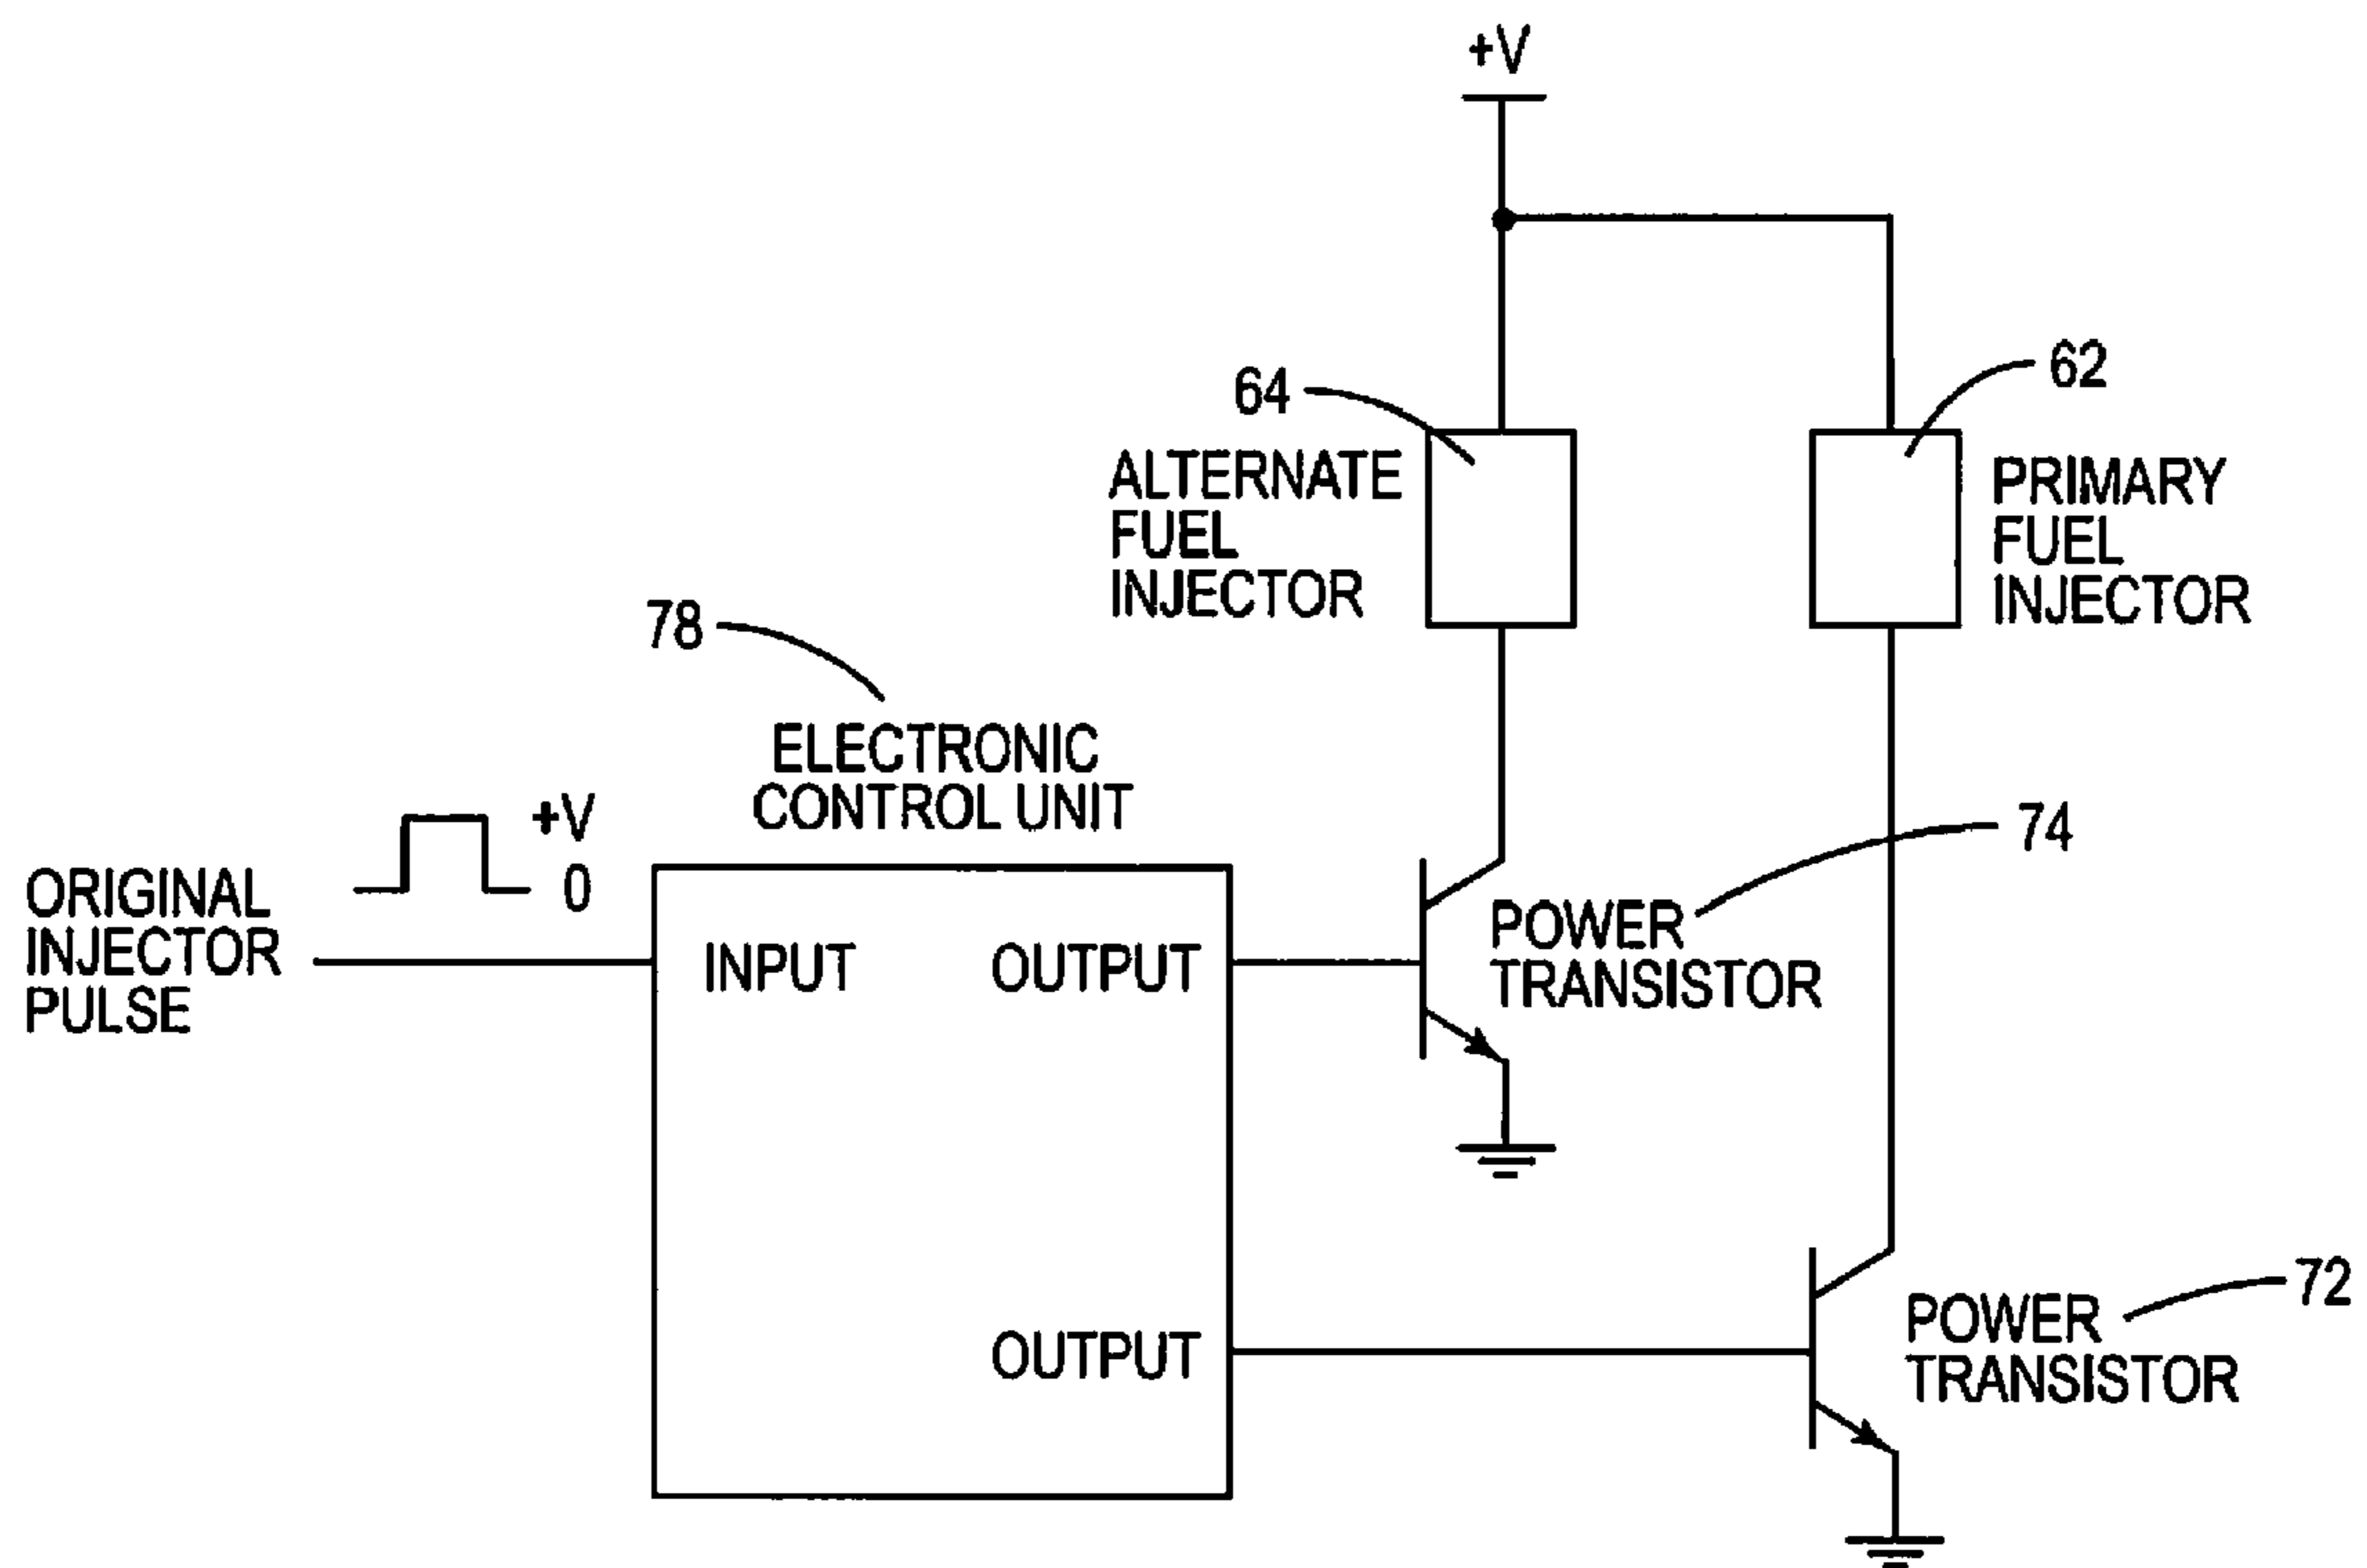 +V
64
62
ALTERNATE
FUEL
INJECTOR
PRIMARY
FUEL
INJECTOR
78
ELECTRONIC
CONTROL UNIT
+V
0
ORIGINAL
INJECTOR
PULSE
INPUT
OUTPUT
74
POWER
TRANSISTOR
OUTPUT
72
POWER
TRANSISTOR